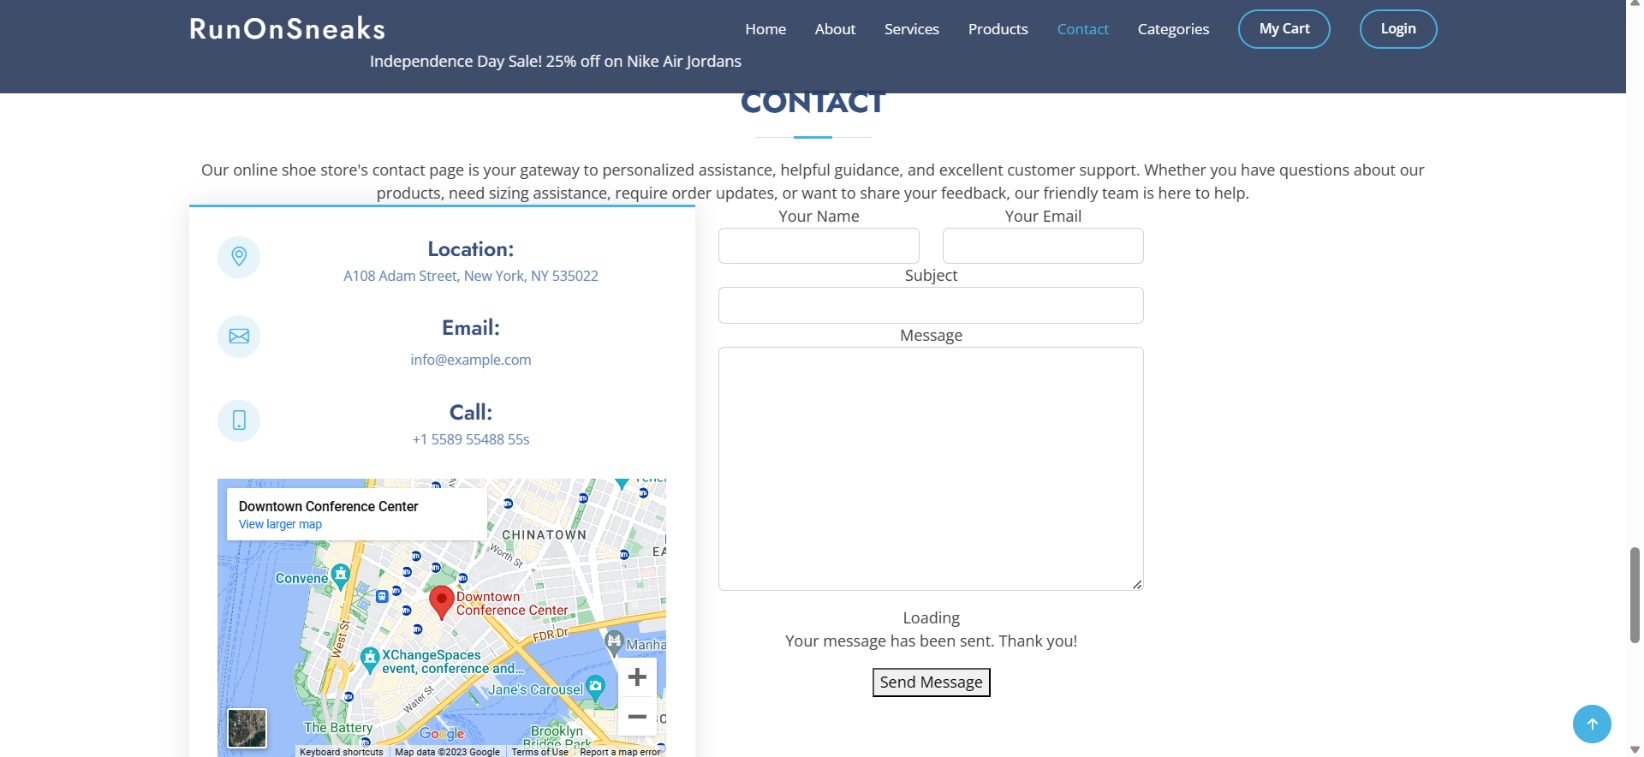 RunOnSneaks
Home About Services Products Contact Categories My Cart Login
Independence Day Sale! 25% off on Nike Air Jordans
CONTACT
Our online shoe store's contact page is your gateway to personalized assistance, helpful guidance, and excellent customer support. Whether you have questions about our
products, need sizing assistance, require order updates, or want to share your feedback, our friendly team is here to help.
Location:
A108 Adam Street, New York, NY 535022
Email:
info@example.com
Call:
+1 5589 55488 55s
Downtown Conference Center
View larger map
CHINATOWN
Worth St
Convene
Downtown
Conference Center
West St
FDR Dr
Manha
XChangeSpaces
event, conference and...
Jane's Carousel
Water St
The Battery
Google
Brooklyn
Bridge Park
Keyboard shortcuts Map data ©2023 Google Terms of Use Report a map error
Your Name Your Email
Subject
Message
Loading
Your message has been sent. Thank you!
Send Message